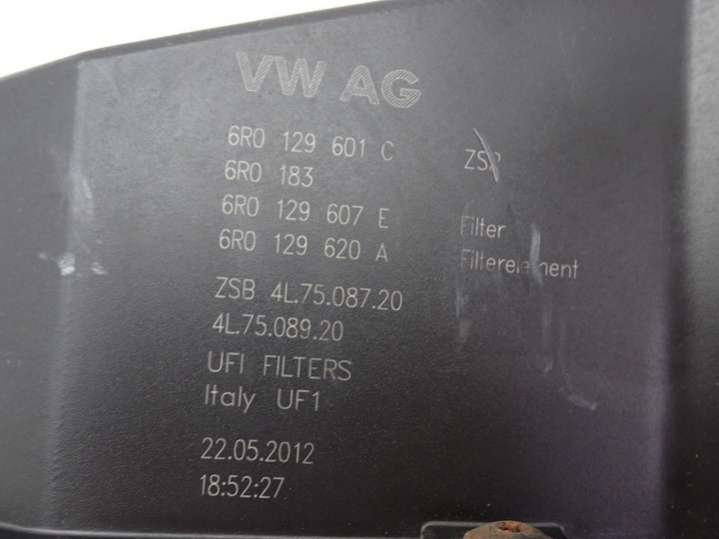 VW AG
6R0 129 601 C ZSB
6R0 183
6R0 129 607 E Filter
6R0 129 620 A Filterelement
ZSB 4L.75.087.20
4L.75.089.20
UFI FILTERS
Italy UF1
22.05.2012
18:52:27